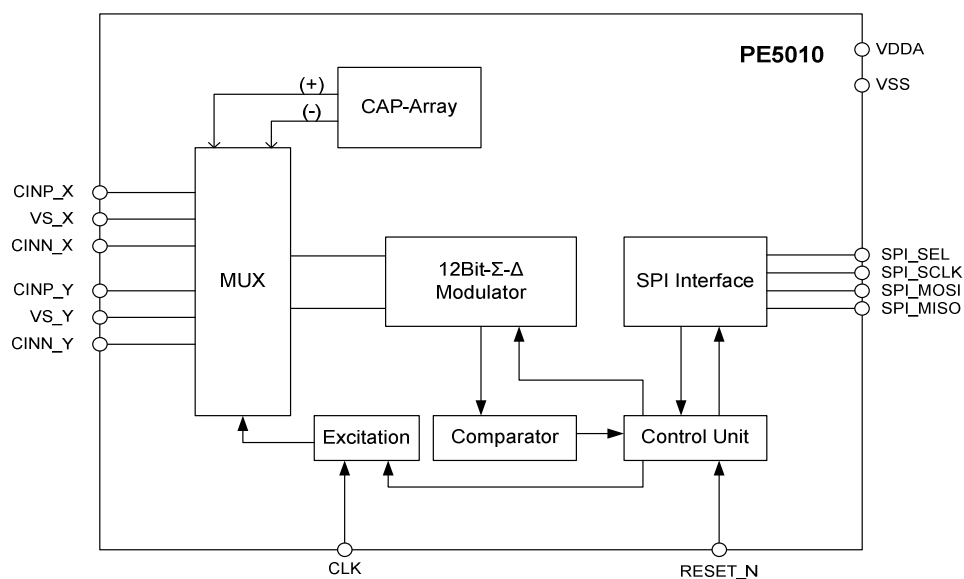 PE5010
VDDA
VSS
(+)
(-)
CAP-Array
CINP_X
VS_X
CINN_X
CINP_Y
VS_Y
CINN_Y
MUX
12Bit-Σ-Δ
Modulator
SPI Interface
SPI_SEL
SPI_SCLK
SPI_MOSI
SPI_MISO
Excitation
Comparator
Control Unit
CLK
RESET_N